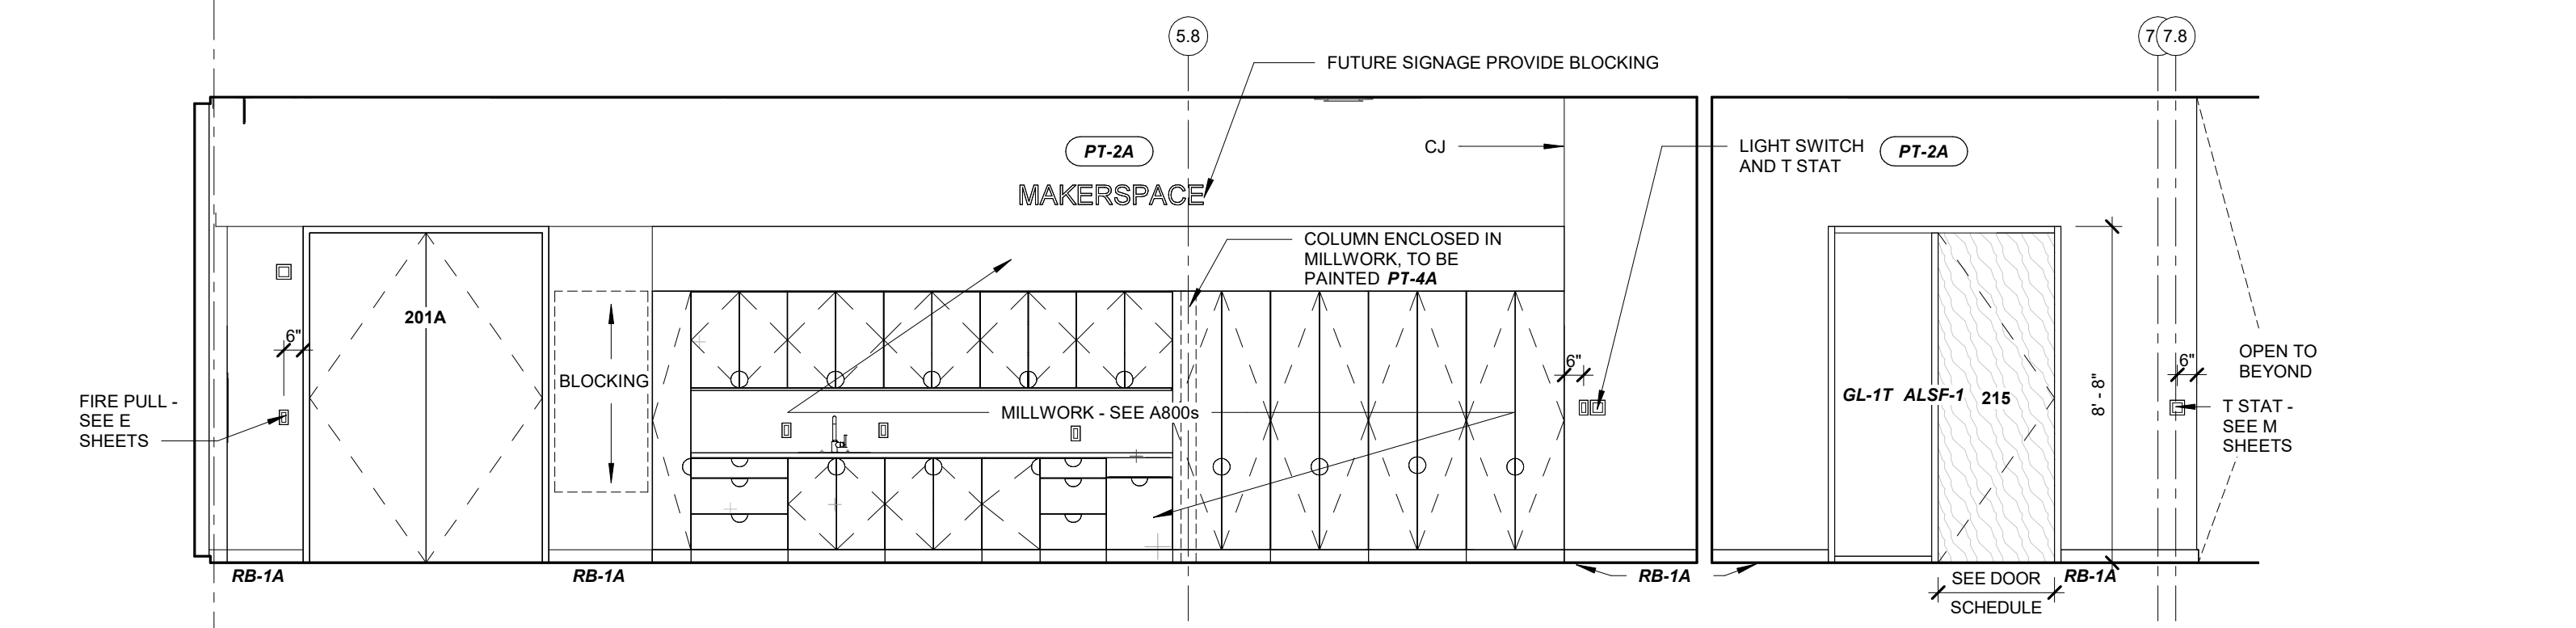 5.8
7
7.8
FUTURE SIGNAGE PROVIDE BLOCKING
PT-2A
CJ
LIGHT SWITCH
AND T STAT
PT-2A
MAKERSPACE
COLUMN ENCLOSED IN
MILLWORK, TO BE
PAINTED PT-4A
201A
6"
BLOCKING
FIRE PULL -
SEE E
SHEETS
MILLWORK - SEE A800s
6"
GL-1T ALSF-1 215
8' - 8"
6"
OPEN TO
BEYOND
T STAT -
SEE M
SHEETS
RB-1A
RB-1A
RB-1A
SEE DOOR
SCHEDULE
RB-1A